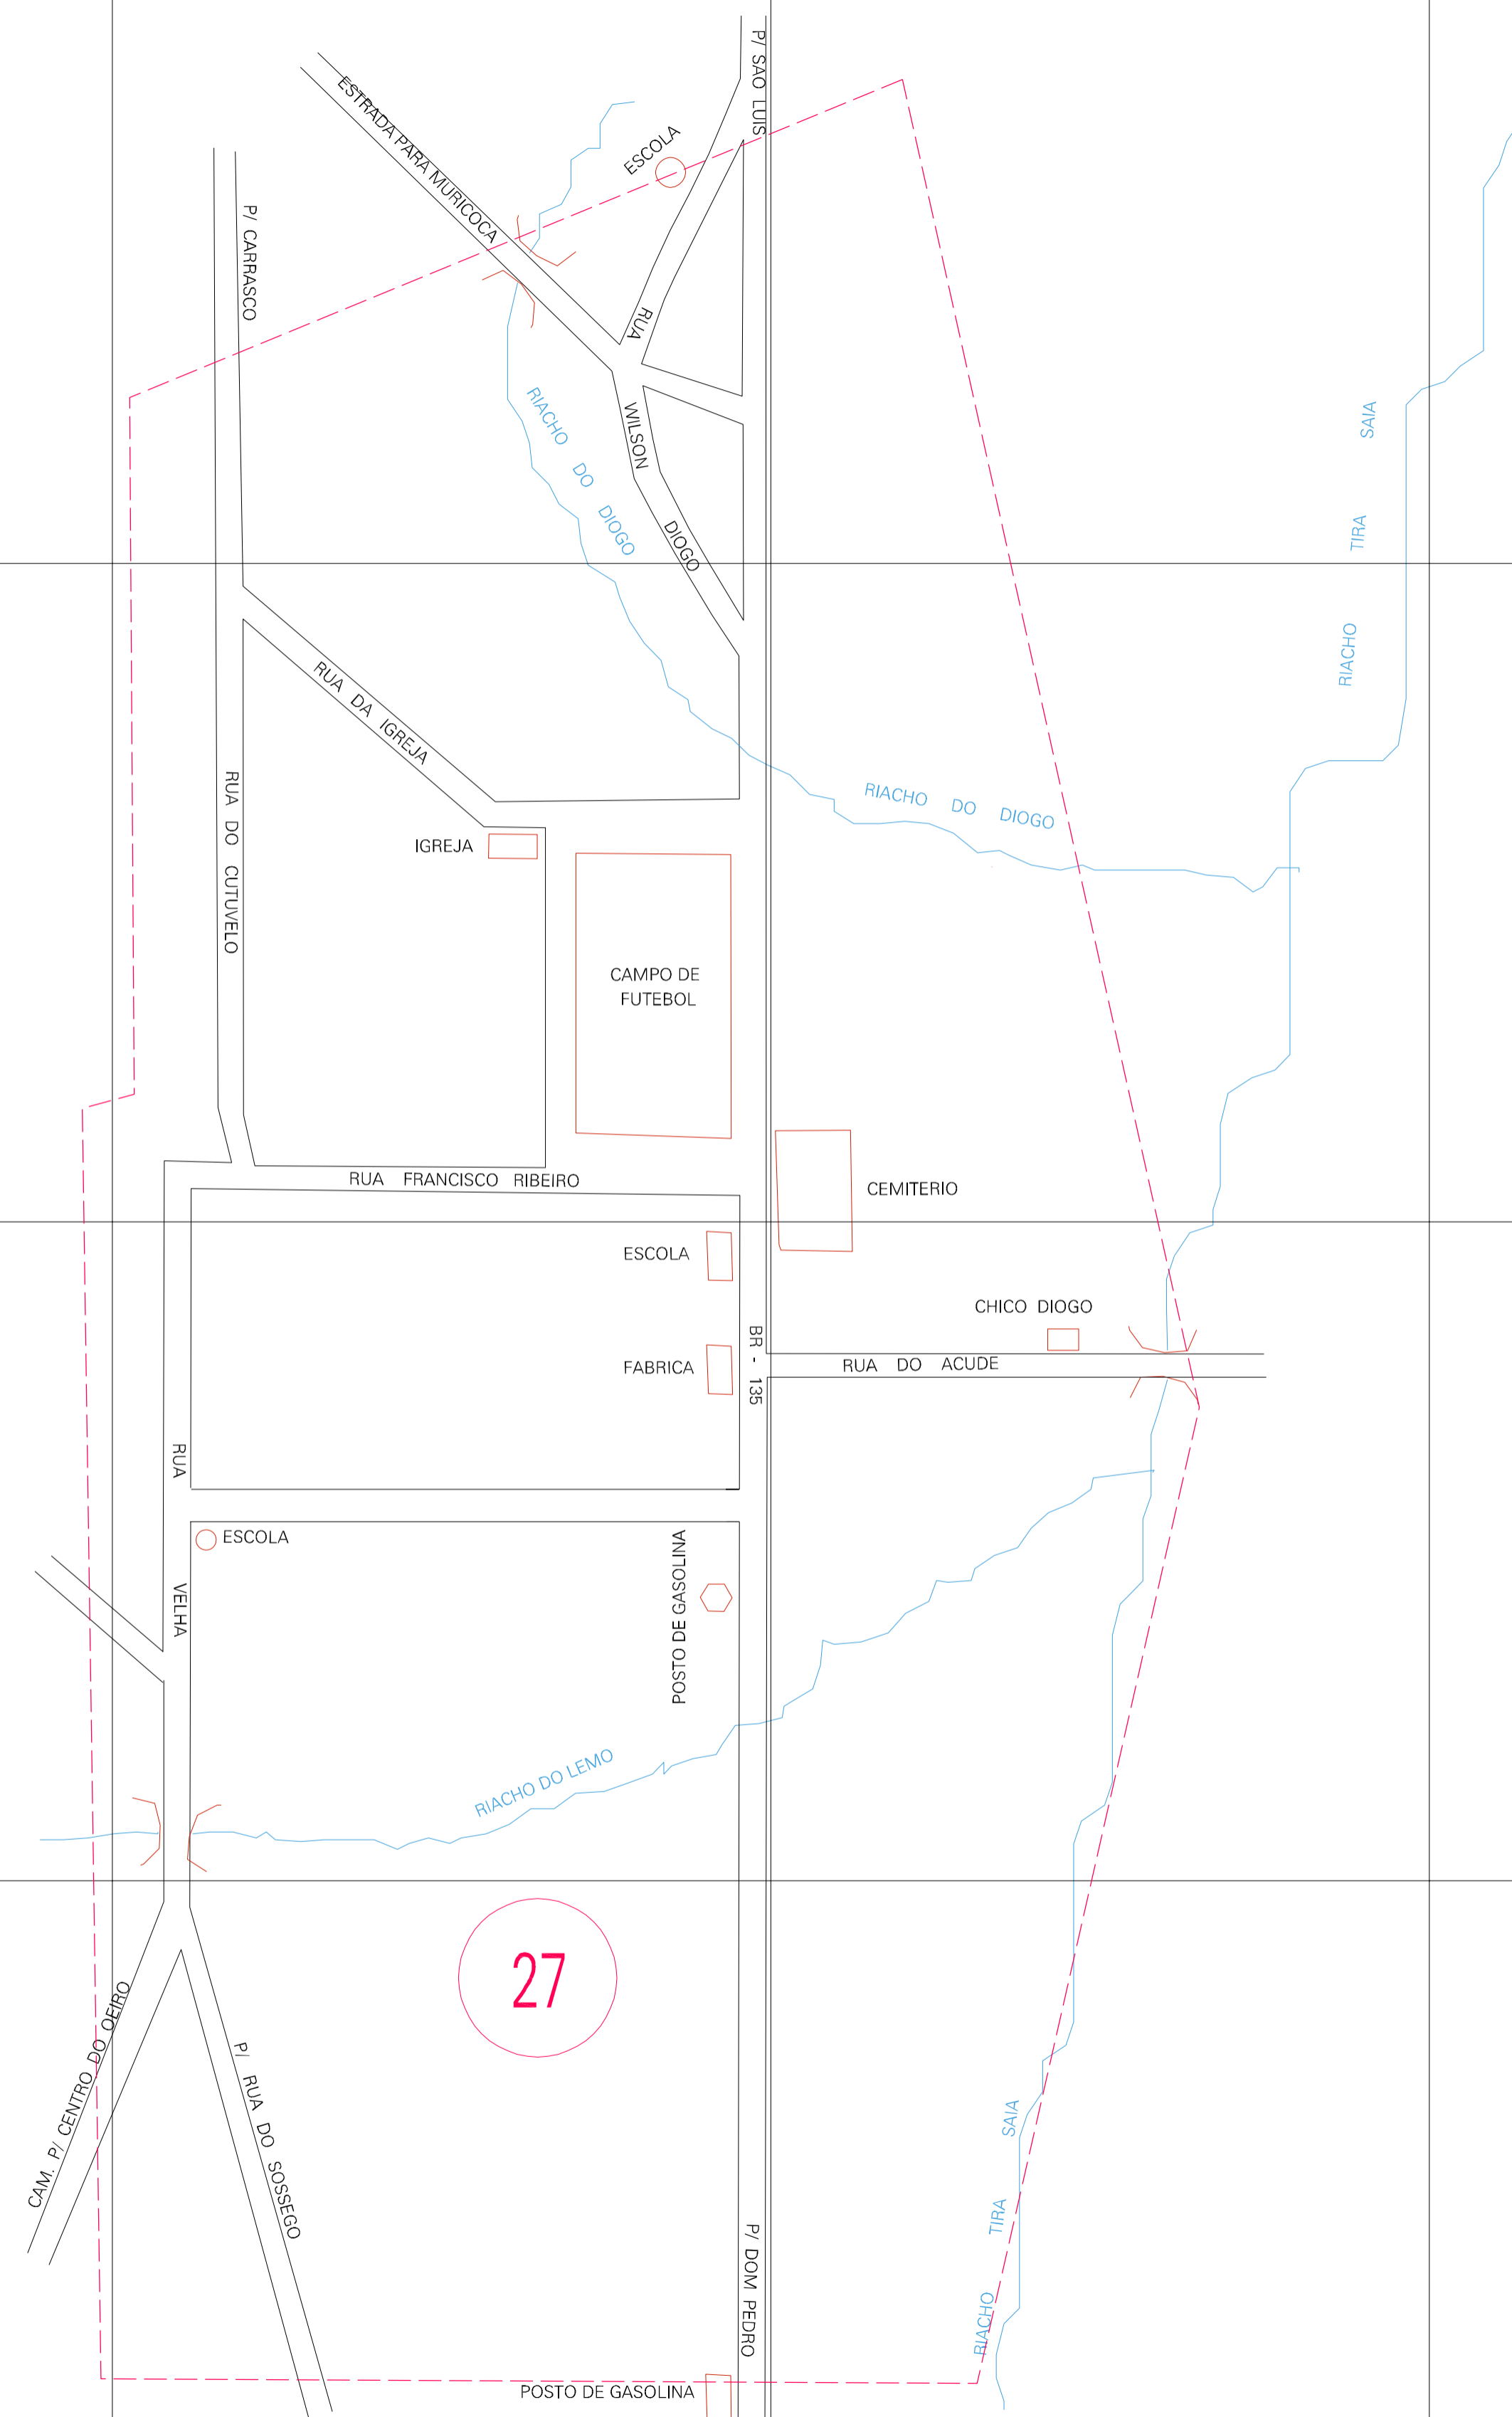 P/ SAO LUIS
ESTRADA PARA MURICOCA
ESCOLA
P/ CARRASCO
RUA
WILSON
DIOGO
RIACHO DO DIOGO
RIACHO TIRA SAIA
RUA DA IGREJA
RUA DO CUTUVELO
RIACHO DO DIOGO
IGREJA
CAMPO DE
FUTEBOL
RUA FRANCISCO RIBEIRO
CEMITERIO
ESCOLA
CHICO DIOGO
FABRICA
BR - 135
RUA DO ACUDE
RUA VELHA
ESCOLA
POSTO DE GASOLINA
RIACHO DO LEMO
27
CAM. P/ CENTRO DO OEIRO
P/ RUA DO SOSSEGO
RIACHO TIRA SAIA
P/ DOM PEDRO
POSTO DE GASOLINA